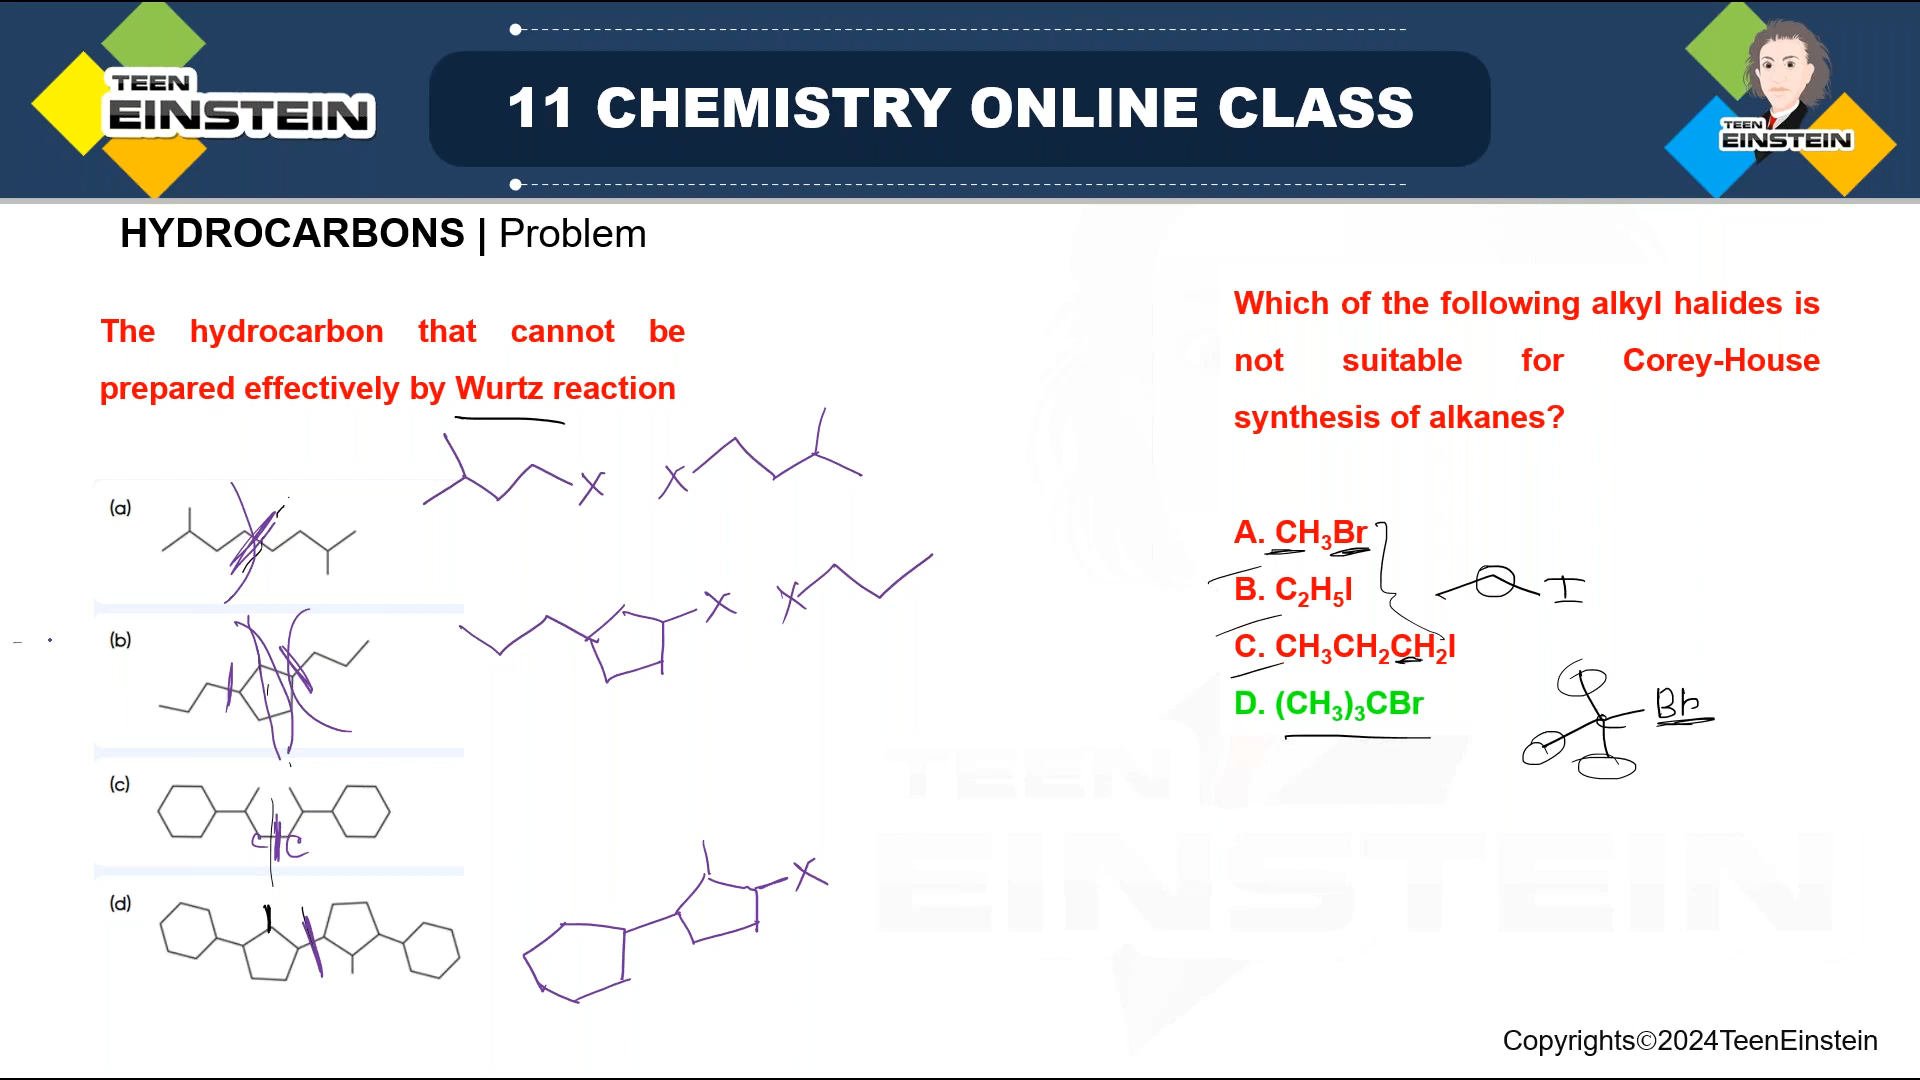 TEEN
EINSTEIN
11 CHEMISTRY ONLINE CLASS
TEEN
EINSTEIN
HYDROCARBONS | Problem
The hydrocarbon that cannot be
prepared effectively by Wurtz reaction
X
X
(a)
(b)
X
X
(c)
C C
(d)
X
Which of the following alkyl halides is
not suitable for Corey-House
synthesis of alkanes?
A. CH₃Br
B. C₂H₅I
I
C. CH₃CH₂CH₂I
D. (CH₃)₃CBr
Br
TEEN
EINSTEIN
Copyrights©2024TeenEinstein